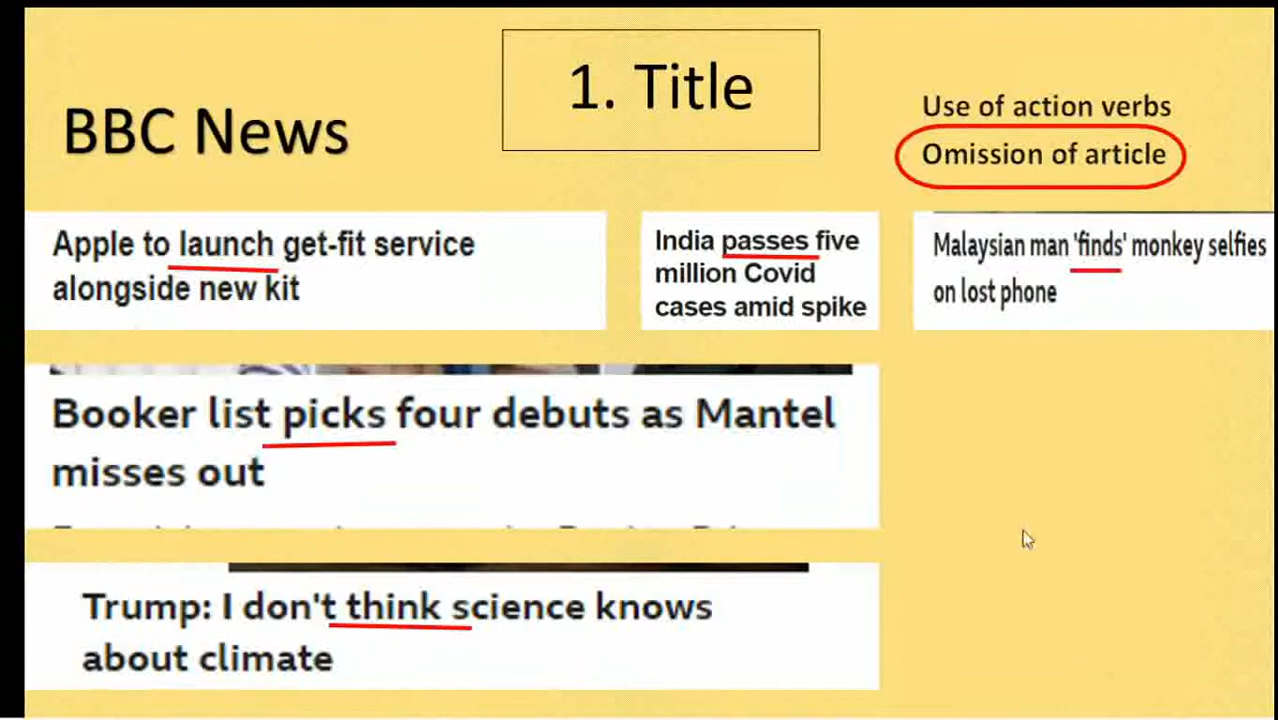 1. Title
BBC News
Use of action verbs
Omission of article
Apple to launch get-fit service
alongside new kit
India passes five
million Covid
cases amid spike
Malaysian man 'finds' monkey selfies
on lost phone
Booker list picks four debuts as Mantel
misses out
Trump: I don't think science knows
about climate